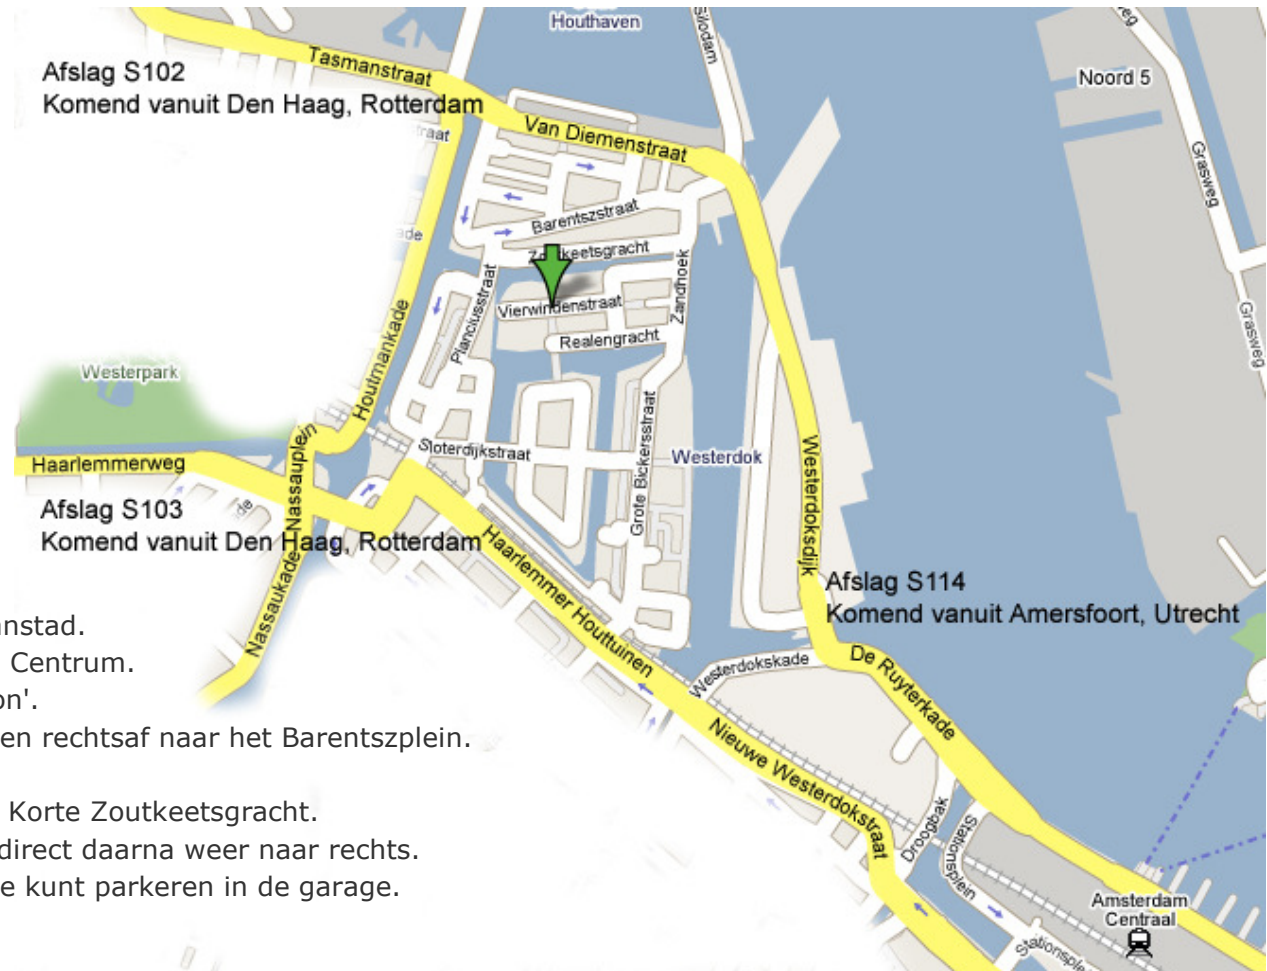 Houthaven
Silodam
Tasmanstraat
Afslag S102
Komend vanuit Den Haag, Rotterdam
Noord 5
Van Diemenstraat
Grasweg
Barentszstraat
Zandhoek
Planciusstraat
Vierwindenstraat
Grasweg
Realengracht
Houtmankade
Westerpark
Sloterdijkstraat
Grote Bickersstraat
Westerdok
Westerdoksdijk
Haarlemmerweg
Nassauplein
Afslag S103
Komend vanuit Den Haag, Rotterdam
Haarlemmer Houttuinen
Nassaukade
Afslag S114
Komend vanuit Amersfoort, Utrecht
anstad.
Centrum.
on'.
en rechtsaf naar het Barentszplein.
Westerdokskade
De Ruyterkade
Nieuwe Westerdokstraat
Korte Zoutkeetsgracht.
direct daarna weer naar rechts.
e kunt parkeren in de garage.
Droogbak
Stationsplein
Amsterdam
Centraal